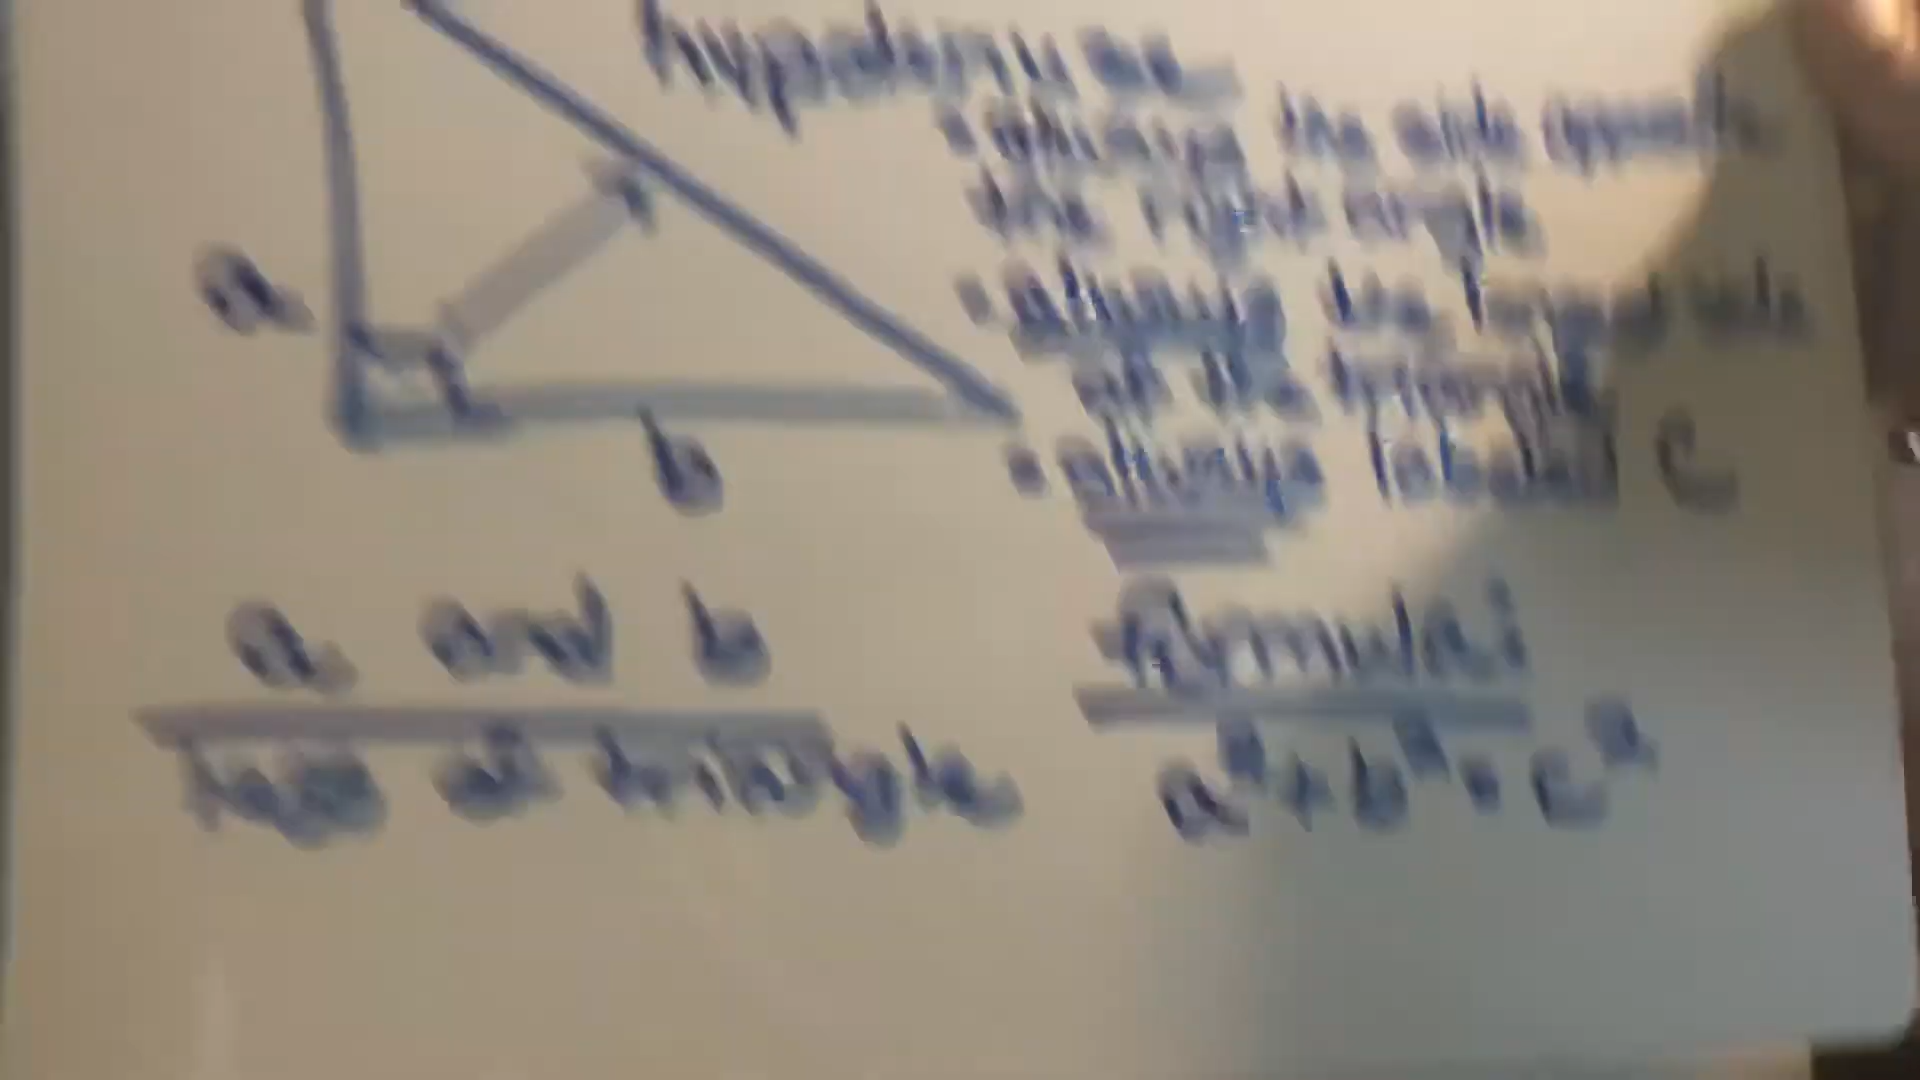 hypotenuse
• always the side opposite
the right angle
a
• always the longest side
of the triangle
b
• always labeled c
a and b
Formula!
legs of triangle
a² + b² = c²